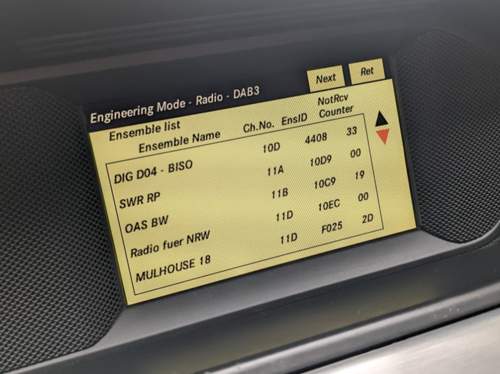 Next Ret
Engineering Mode - Radio - DAB3
Ensemble list
Ensemble Name Ch.No. EnsID NotRcv Counter
DIG D04 - BISO 10D 4408 33
SWR RP 11A 10D9 00
OAS BW 11B 10C9 19
Radio fuer NRW 11D 10EC 00
MULHOUSE 18 11D F025 2D